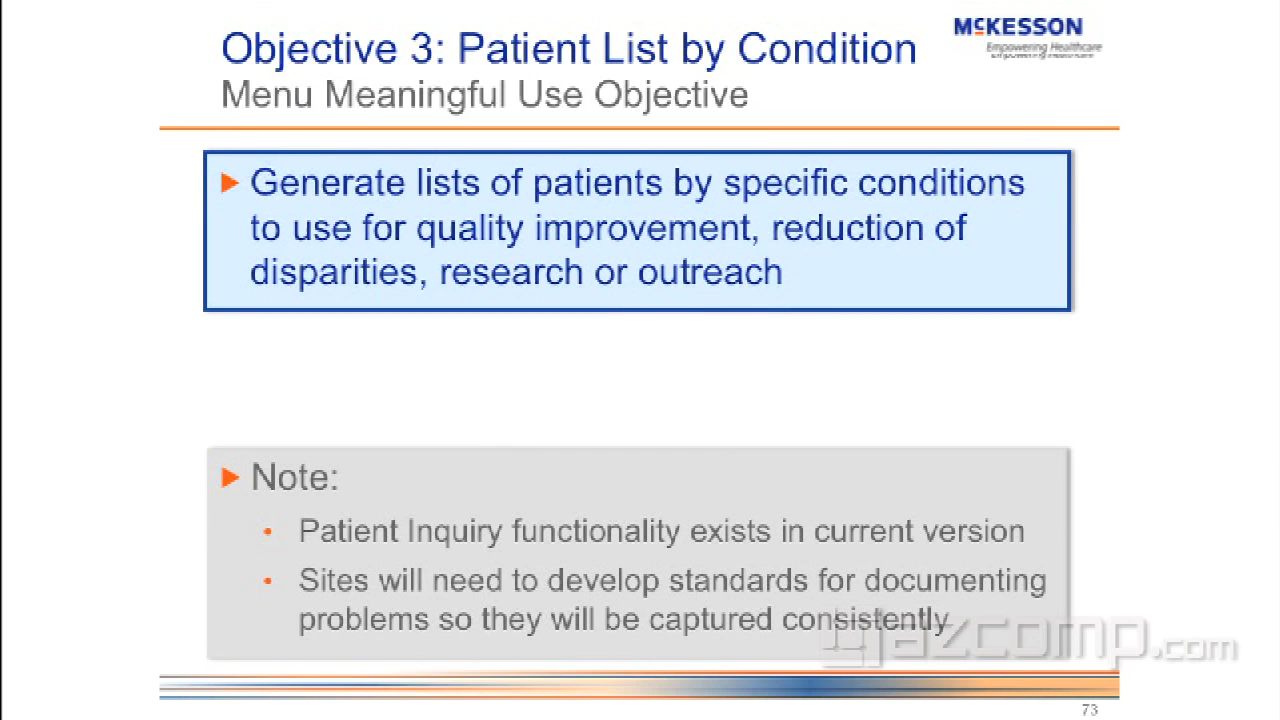 Objective 3: Patient List by Condition
MCKESSON
Empowering Healthcare
Menu Meaningful Use Objective
Generate lists of patients by specific conditions
to use for quality improvement, reduction of
disparities, research or outreach
Note:
• Patient Inquiry functionality exists in current version
• Sites will need to develop standards for documenting
problems so they will be captured consistently
azcomp.com
73